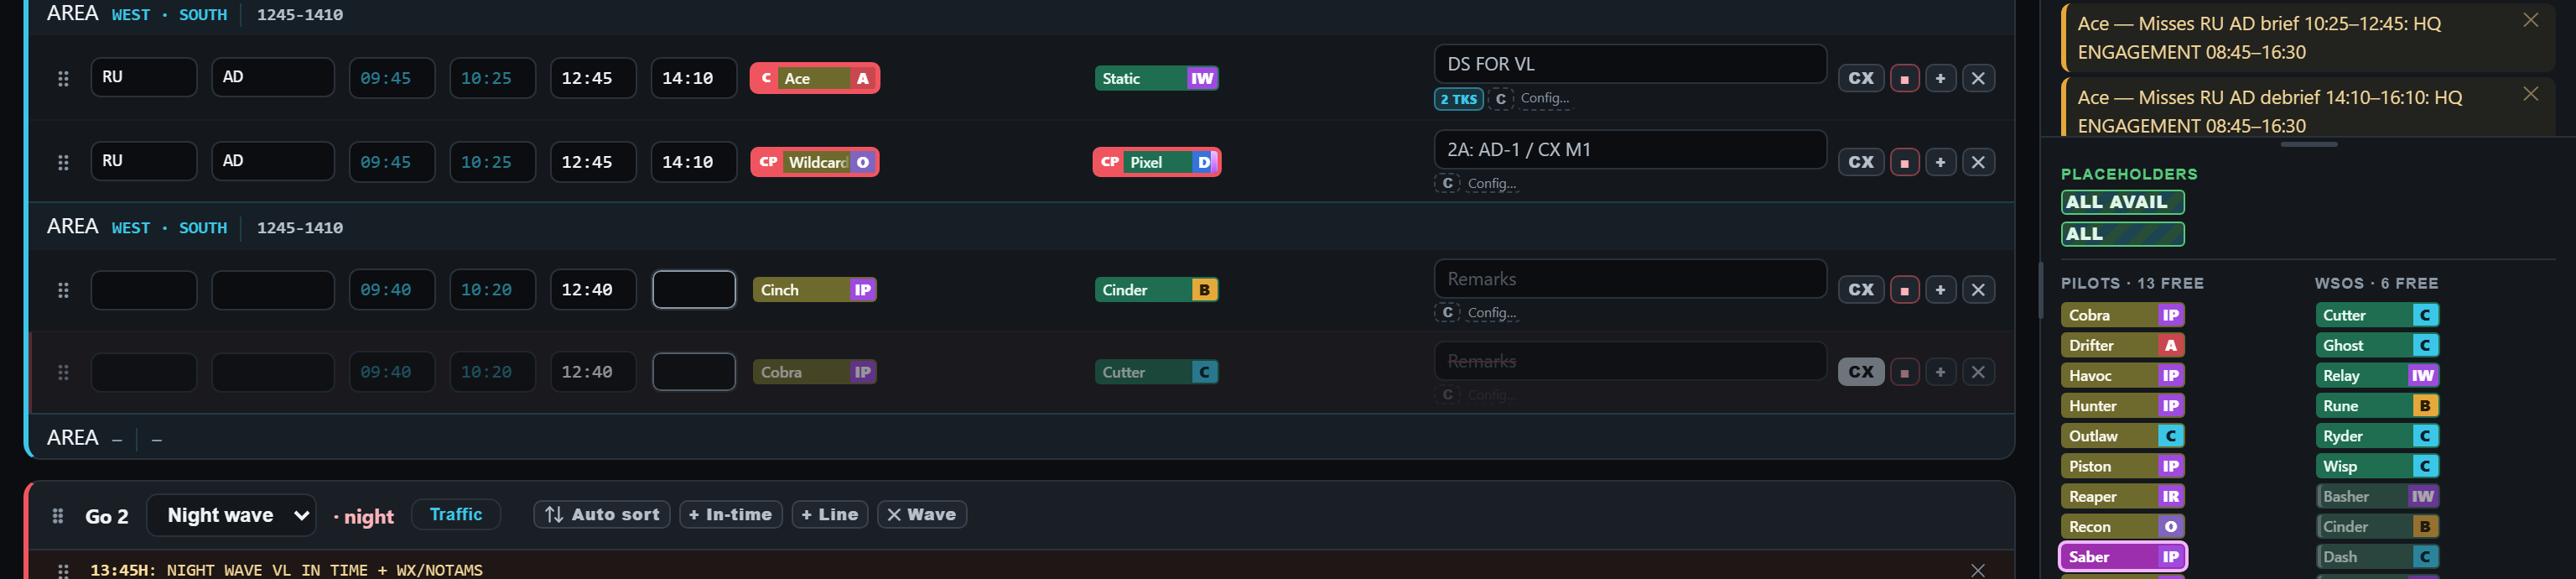 AREA WEST · SOUTH 1245-1410
RU AD 09:45 10:25 12:45 14:10 C Ace A Static IW DS FOR VL CX + ×
2 TKS C Config...
RU AD 09:45 10:25 12:45 14:10 CP Wildcard O CP Pixel D 2A: AD-1 / CX M1 CX + ×
C Config...
AREA WEST · SOUTH 1245-1410
09:40 10:20 12:40 Cinch IP Cinder B Remarks CX + ×
C Config...
09:40 10:20 12:40 Cobra IP Cutter C Remarks CX + ×
C Config...
AREA – –
Go 2 Night wave · night Traffic Auto sort + In-time + Line × Wave
13:45H: NIGHT WAVE VL IN TIME + WX/NOTAMS ×
Ace — Misses RU AD brief 10:25–12:45: HQ ×
ENGAGEMENT 08:45–16:30
Ace — Misses RU AD debrief 14:10–16:10: HQ ×
ENGAGEMENT 08:45–16:30
PLACEHOLDERS
ALL AVAIL
ALL
PILOTS · 13 FREE WSOS · 6 FREE
Cobra IP Cutter C
Drifter A Ghost C
Havoc IP Relay IW
Hunter IP Rune B
Outlaw C Ryder C
Piston IP Wisp C
Reaper IR Basher IW
Recon O Cinder B
Saber IP Dash C